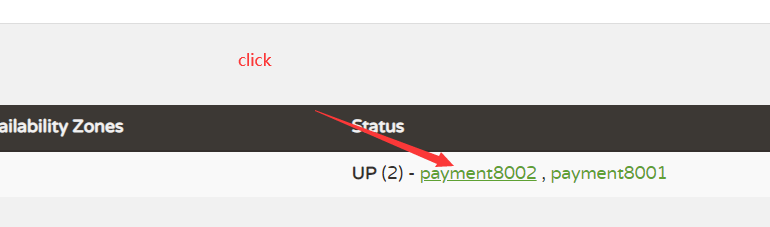 click
ailability Zones Status
UP (2) - payment8002 , payment8001